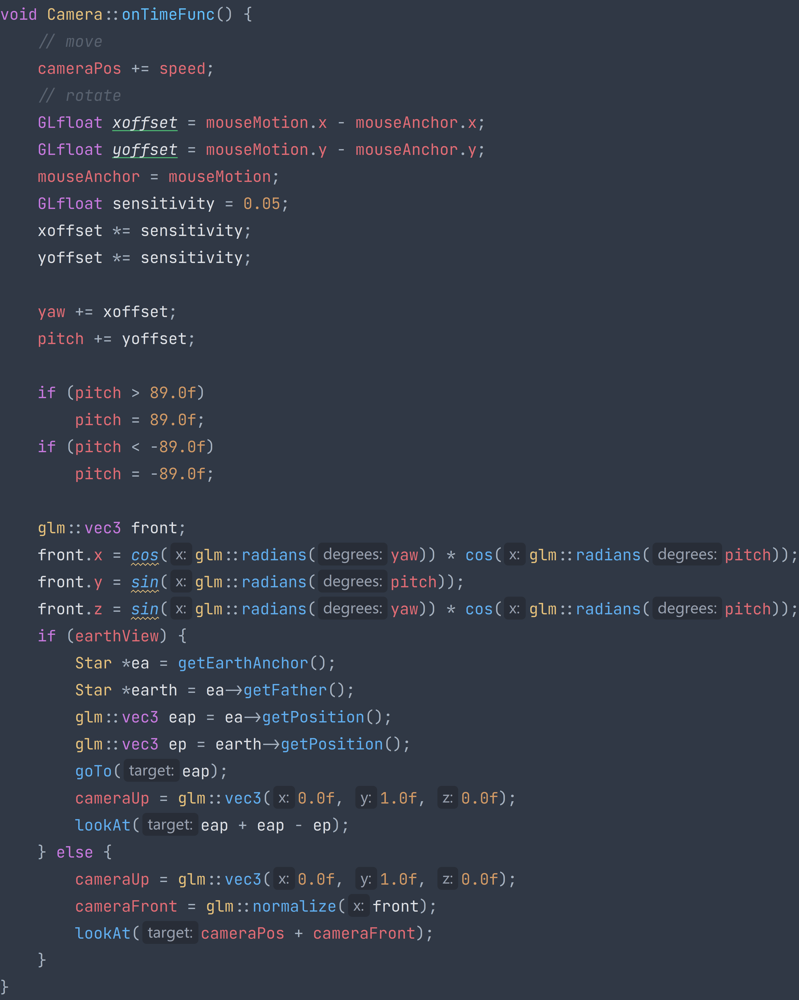 void Camera::onTimeFunc() {
    // move
    cameraPos += speed;
    // rotate
    GLfloat xoffset = mouseMotion.x - mouseAnchor.x;
    GLfloat yoffset = mouseMotion.y - mouseAnchor.y;
    mouseAnchor = mouseMotion;
    GLfloat sensitivity = 0.05;
    xoffset *= sensitivity;
    yoffset *= sensitivity;

    yaw += xoffset;
    pitch += yoffset;

    if (pitch > 89.0f)
        pitch = 89.0f;
    if (pitch < -89.0f)
        pitch = -89.0f;

    glm::vec3 front;
    front.x = cos( x: glm::radians( degrees: yaw)) * cos( x: glm::radians( degrees: pitch));
    front.y = sin( x: glm::radians( degrees: pitch));
    front.z = sin( x: glm::radians( degrees: yaw)) * cos( x: glm::radians( degrees: pitch));
    if (earthView) {
        Star *ea = getEarthAnchor();
        Star *earth = ea->getFather();
        glm::vec3 eap = ea->getPosition();
        glm::vec3 ep = earth->getPosition();
        goTo( target: eap);
        cameraUp = glm::vec3( x: 0.0f, y: 1.0f, z: 0.0f);
        lookAt( target: eap + eap - ep);
    } else {
        cameraUp = glm::vec3( x: 0.0f, y: 1.0f, z: 0.0f);
        cameraFront = glm::normalize( x: front);
        lookAt( target: cameraPos + cameraFront);
    }
}